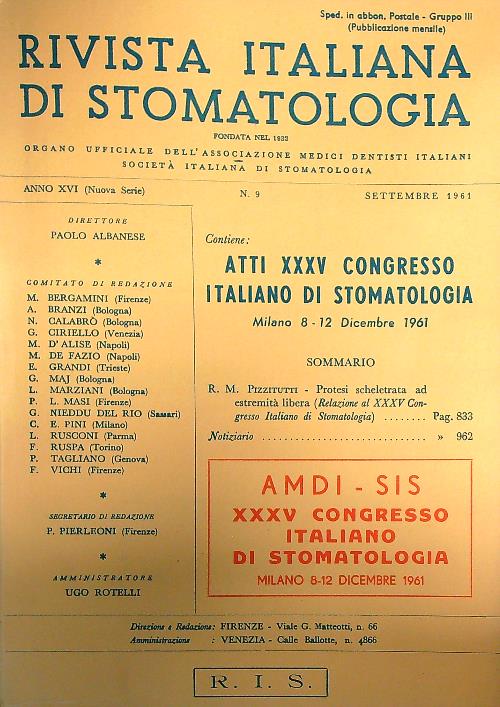 Sped. in abbon. Postale - Gruppo III
(Pubblicazione mensile)
RIVISTA ITALIANA
DI STOMATOLOGIA
FONDATA NEL 1932
ORGANO UFFICIALE DELL'ASSOCIAZIONE MEDICI DENTISTI ITALIANI
SOCIETÀ ITALIANA DI STOMATOLOGIA
ANNO XVI (Nuova Serie)
N. 9
SETTEMBRE 1961
DIRETTORE
PAOLO ALBANESE
*
COMITATO DI REDAZIONE
M. BERGAMINI (Firenze)
A. BRANZI (Bologna)
N. CALABRÒ (Bologna)
G. CIRIELLO (Venezia)
M. D'ALISE (Napoli)
M. DE FAZIO (Napoli)
E. GRANDI (Trieste)
G. MAJ (Bologna)
L. MARZIANI (Bologna)
P. L. MASI (Firenze)
G. NIEDDU DEL RIO (Sassari)
C. E. PINI (Milano)
L. RUSCONI (Parma)
F. RUSPA (Torino)
P. TAGLIANO (Genova)
F. VICHI (Firenze)
*
SEGRETARIO DI REDAZIONE
P. PIERLEONI (Firenze)
*
AMMINISTRATORE
UGO ROTELLI
Contiene:
ATTI XXXV CONGRESSO
ITALIANO DI STOMATOLOGIA
Milano 8 - 12 Dicembre 1961
SOMMARIO
R. M. PIZZITUTTI - Protesi scheletrata ad
estremità libera (Relazione al XXXV Con-
gresso Italiano di Stomatologia) ........ Pag. 833
Notiziario .............................. » 962
AMDI - SIS
XXXV CONGRESSO
ITALIANO
DI STOMATOLOGIA
MILANO 8-12 DICEMBRE 1961
Direzione e Redazione: FIRENZE - Viale G. Matteotti, n. 66
Amministrazione : VENEZIA - Calle Ballotte, n. 4866
R. I. S.